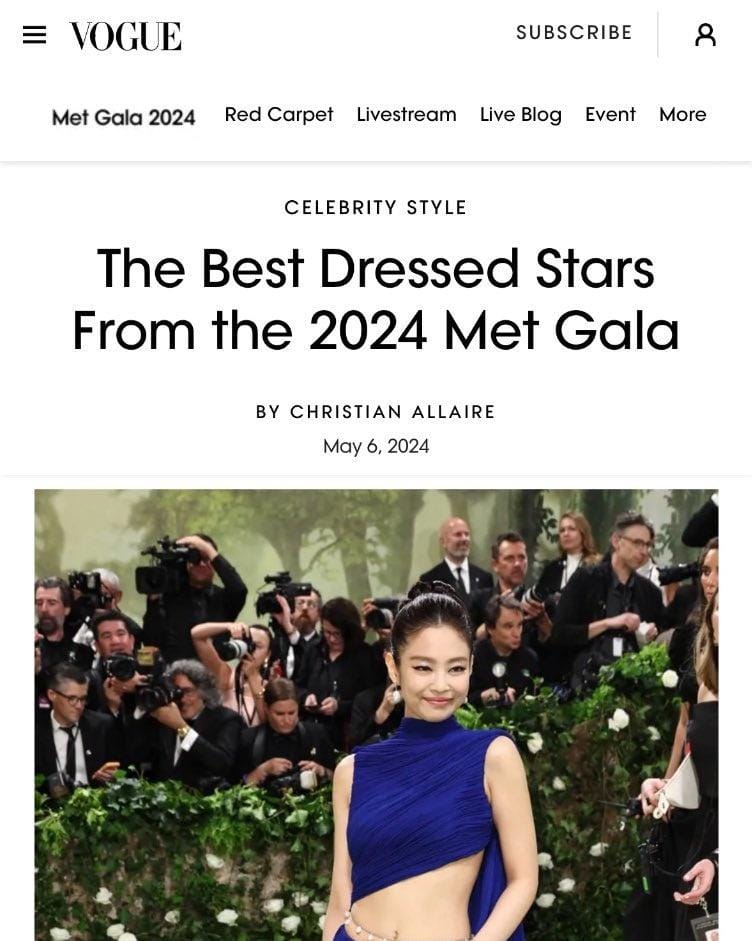 VOGUE
SUBSCRIBE
Met Gala 2024 Red Carpet Livestream Live Blog Event More
CELEBRITY STYLE
The Best Dressed Stars
From the 2024 Met Gala
BY CHRISTIAN ALLAIRE
May 6, 2024